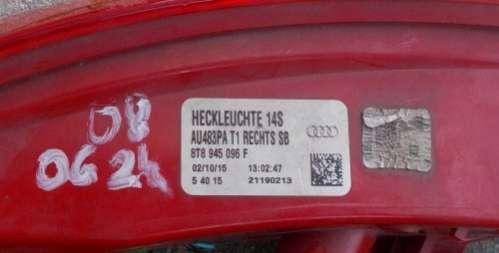 08
06 24
HECKLEUCHTE 14S
AU483PA T1 RECHTS SB
8T8 945 096 F
02/10/15 13:02:47
S 40 15 21190213